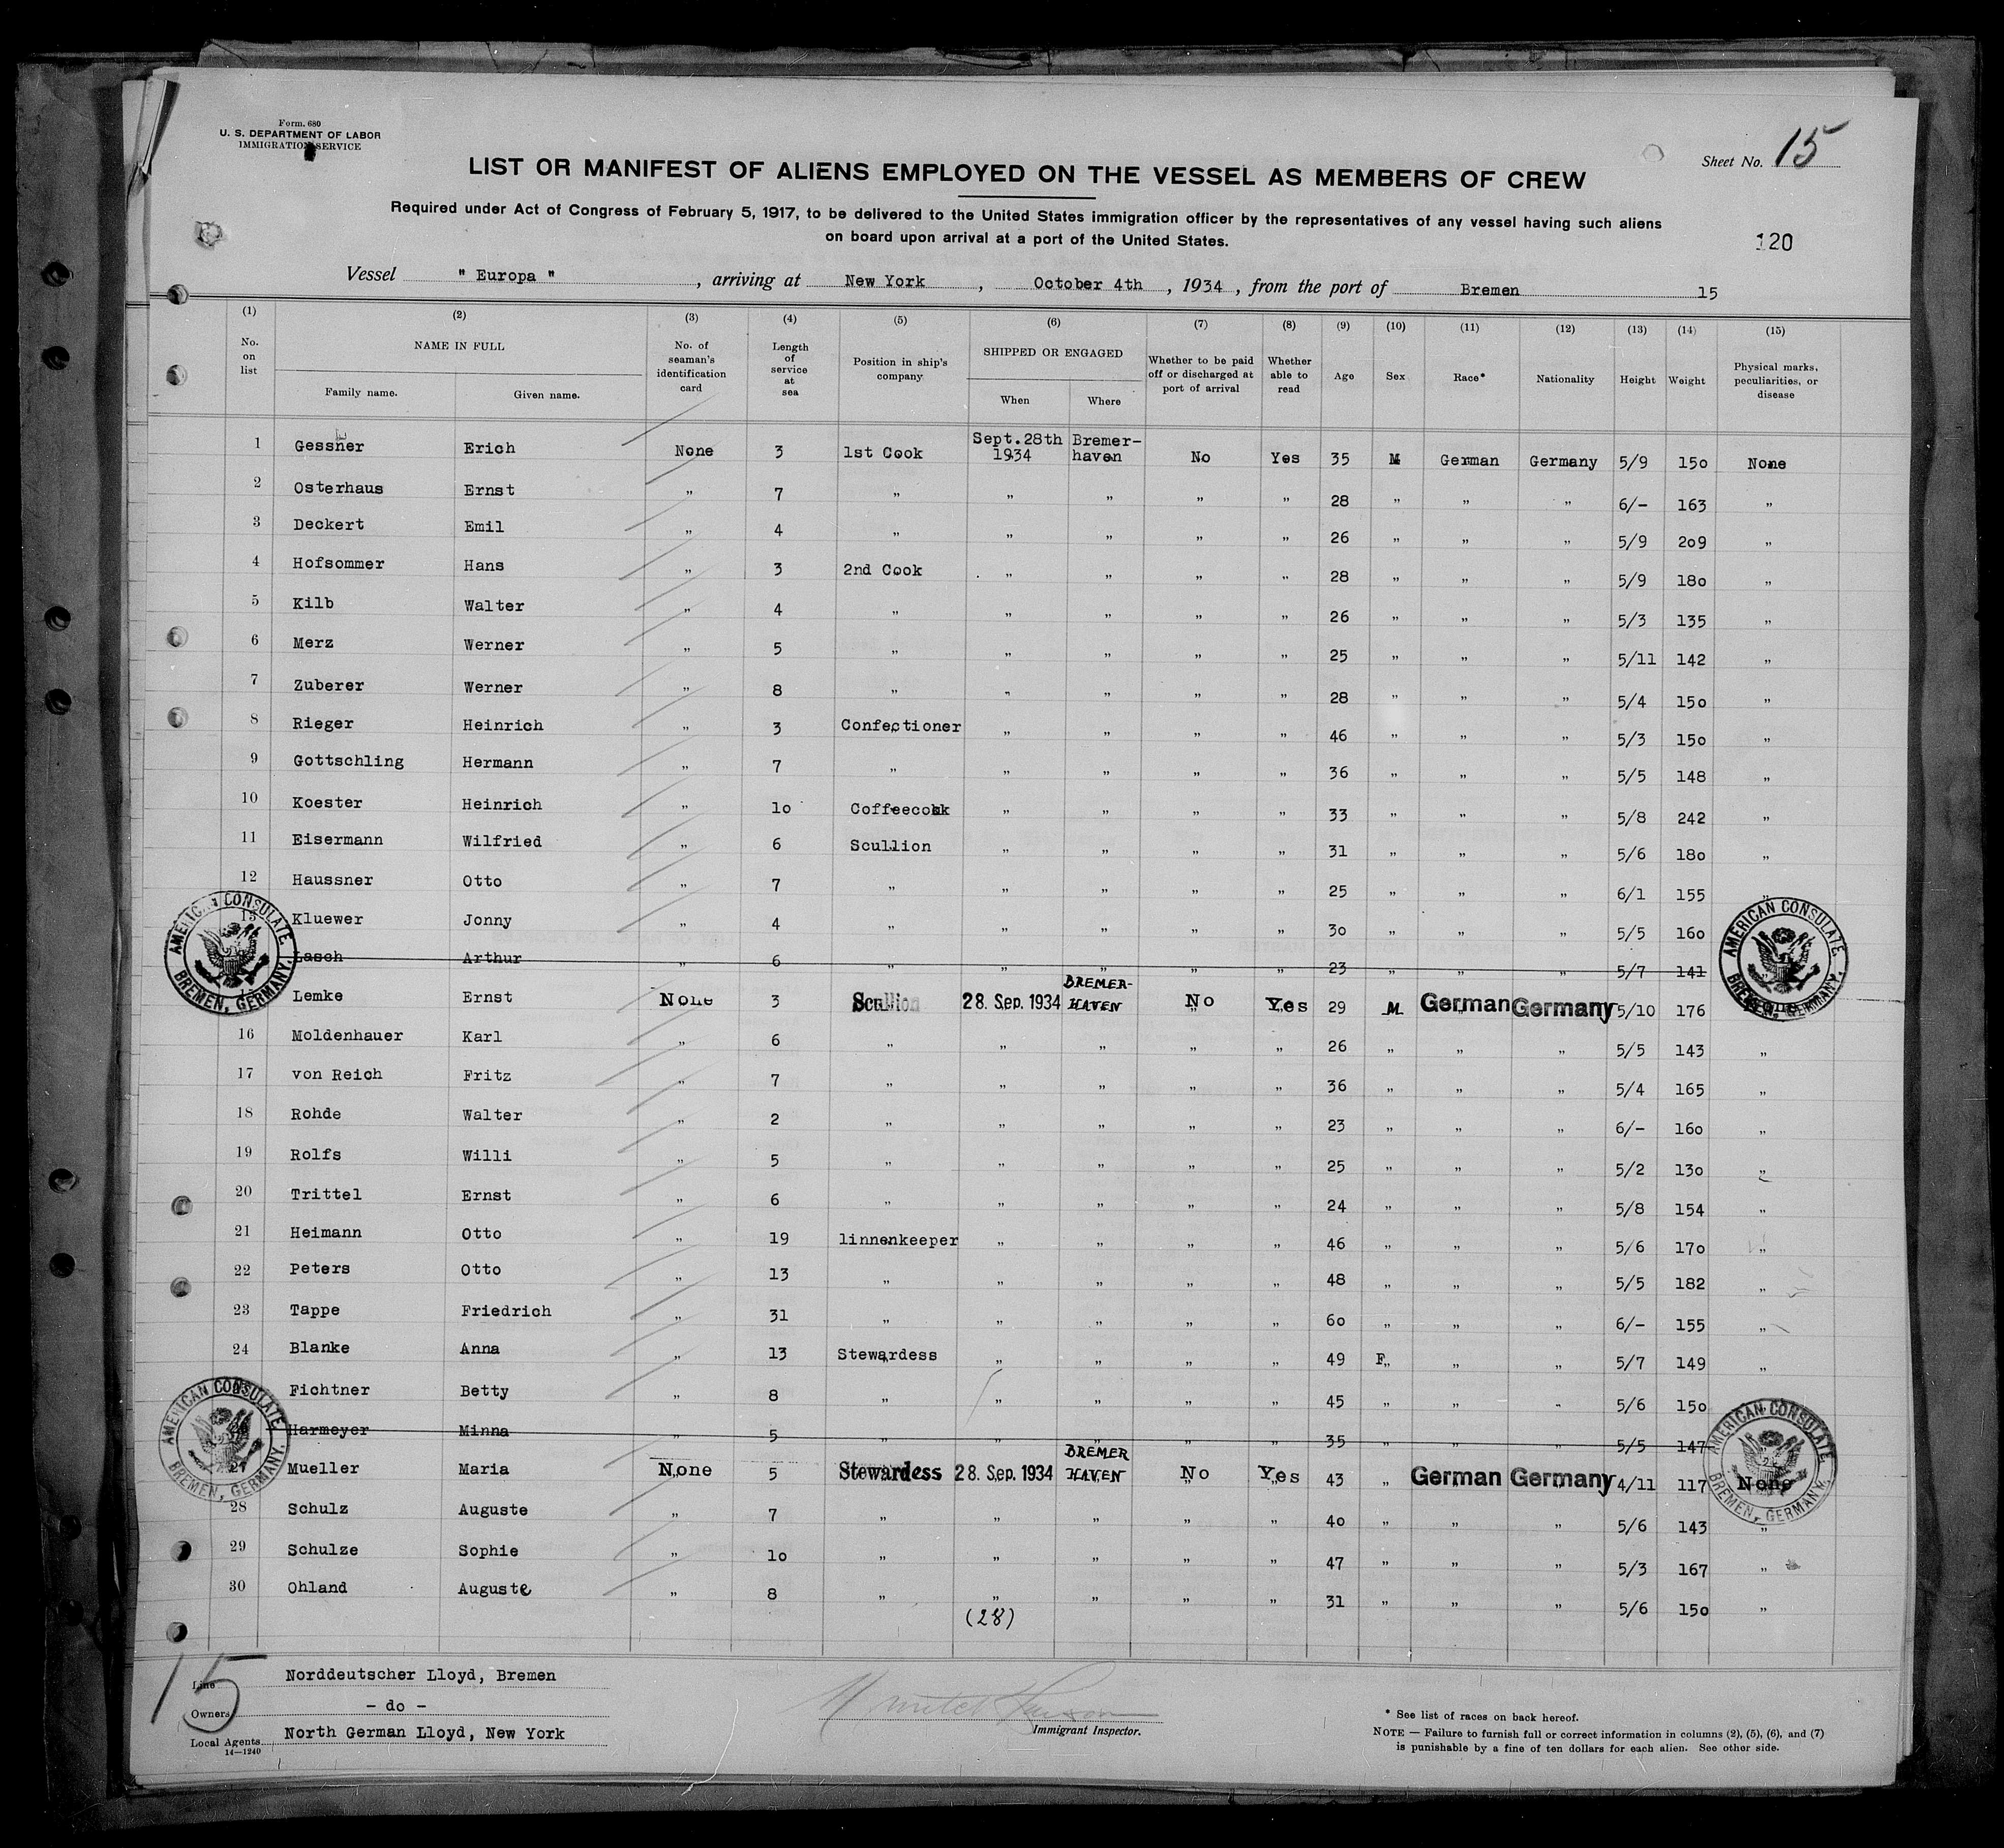 Form. 680
U. S. DEPARTMENT OF LABOR
IMMIGRATION SERVICE
Sheet No. 15
LIST OR MANIFEST OF ALIENS EMPLOYED ON THE VESSEL AS MEMBERS OF CREW
Required under Act of Congress of February 5, 1917, to be delivered to the United States immigration officer by the representatives of any vessel having such aliens
on board upon arrival at a port of the United States.
120
Vessel " Europa " , arriving at New York , October 4th , 1934 , from the port of Bremen 15
(1) (2) (3) (4) (5) (6) (7) (8) (9) (10) (11) (12) (13) (14) (15)
No. on list NAME IN FULL Family name. Given name. No. of seaman's identification card Length of service at sea Position in ship's company SHIPPED OR ENGAGED When Where Whether to be paid off or discharged at port of arrival Whether able to read Age Sex Race* Nationality Height Weight Physical marks, peculiarities, or disease
1 Gessner Erich None 3 1st Cook Sept.28th 1934 Bremer-haven No Yes 35 M German Germany 5/9 150 None
2 Osterhaus Ernst „ 7 „ „ „ „ „ 28 „ „ „ 6/- 163 „
3 Deckert Emil „ 4 „ „ „ „ „ 26 „ „ „ 5/9 209 „
4 Hofsommer Hans „ 3 2nd Cook „ „ „ „ 28 „ „ „ 5/9 180 „
5 Kilb Walter „ 4 „ „ „ „ „ 26 „ „ „ 5/3 135 „
6 Merz Werner „ 5 „ „ „ „ „ 25 „ „ „ 5/11 142 „
7 Zuberer Werner „ 8 „ „ „ „ „ 28 „ „ „ 5/4 150 „
8 Rieger Heinrich „ 3 Confectioner „ „ „ „ 46 „ „ „ 5/3 150 „
9 Gottschling Hermann „ 7 „ „ „ „ „ 36 „ „ „ 5/5 148 „
10 Koester Heinrich „ 10 Coffeecook „ „ „ „ 33 „ „ „ 5/8 242 „
11 Eisermann Wilfried „ 6 Scullion „ „ „ „ 31 „ „ „ 5/6 180 „
12 Haussner Otto „ 7 „ „ „ „ „ 25 „ „ „ 6/1 155 „
13 Kluewer Jonny „ 4 „ „ „ „ „ 30 „ „ „ 5/5 160
Lasch Arthur „ 6 „ „ „ „ „ 23 „ „ „ 5/7 141
Lemke Ernst None 3 Scullion 28. Sep. 1934 BREMER-HAVEN No Yes 29 M German Germany 5/10 176
16 Moldenhauer Karl „ 6 „ „ „ „ „ 26 „ „ „ 5/5 143 „
17 von Reich Fritz „ 7 „ „ „ „ „ 36 „ „ „ 5/4 165 „
18 Rohde Walter „ 2 „ „ „ „ „ 23 „ „ „ 6/- 160 „
19 Rolfs Willi „ 5 „ „ „ „ „ 25 „ „ „ 5/2 130 „
20 Trittel Ernst „ 6 „ „ „ „ „ 24 „ „ „ 5/8 154 „
21 Heimann Otto „ 19 linnenkeeper „ „ „ „ 46 „ „ „ 5/6 170 „
22 Peters Otto „ 13 „ „ „ „ „ 48 „ „ „ 5/5 182 „
23 Tappe Friedrich „ 31 „ „ „ „ „ 60 „ „ „ 6/- 155 „
24 Blanke Anna „ 13 Stewardess „ „ „ „ 49 F„ „ „ 5/7 149 „
Fichtner Betty „ 8 „ „ „ „ „ 45 „ „ „ 5/6 150
Harmeyer Minna „ 5 „ „ „ „ „ 35 „ „ „ 5/5 147
27 Mueller Maria None 5 Stewardess 28. Sep. 1934 BREMER HAVEN No Yes 43 „ German Germany 4/11 117 None
28 Schulz Auguste „ 7 „ „ „ „ „ 40 „ „ „ 5/6 143 „
29 Schulze Sophie „ 10 „ „ „ „ „ 47 „ „ „ 5/3 167 „
30 Ohland Auguste „ 8 „ „ „ „ „ 31 „ „ „ 5/6 150 „
(28)
AMERICAN CONSULATE BREMEN, GERMANY.
AMERICAN CONSULATE BREMEN, GERMANY.
AMERICAN CONSULATE BREMEN, GERMANY.
AMERICAN CONSULATE BREMEN, GERMANY.
15
Line Norddeutscher Lloyd, Bremen
Owners - do -
Local Agents North German Lloyd, New York
14—1240
Immigrant Inspector.
* See list of races on back hereof.
NOTE — Failure to furnish full or correct information in columns (2), (5), (6), and (7)
is punishable by a fine of ten dollars for each alien. See other side.